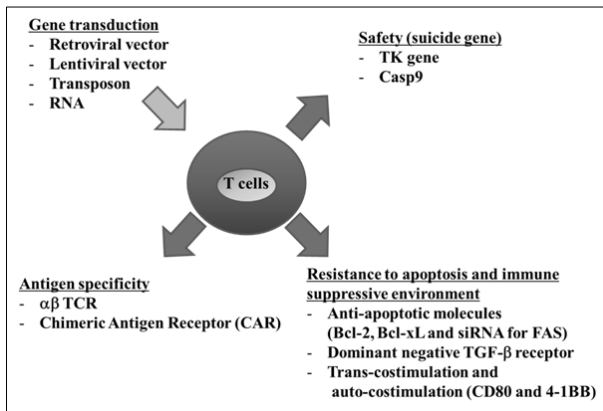 Gene transduction
- Retroviral vector
- Lentiviral vector
- Transposon
- RNA
Safety (suicide gene)
- TK gene
- Casp9
T cells
Antigen specificity
- αβ TCR
- Chimeric Antigen Receptor (CAR)
Resistance to apoptosis and immune
suppressive environment
- Anti-apoptotic molecules
(Bcl-2, Bcl-xL and siRNA for FAS)
- Dominant negative TGF-β receptor
- Trans-costimulation and
auto-costimulation (CD80 and 4-1BB)